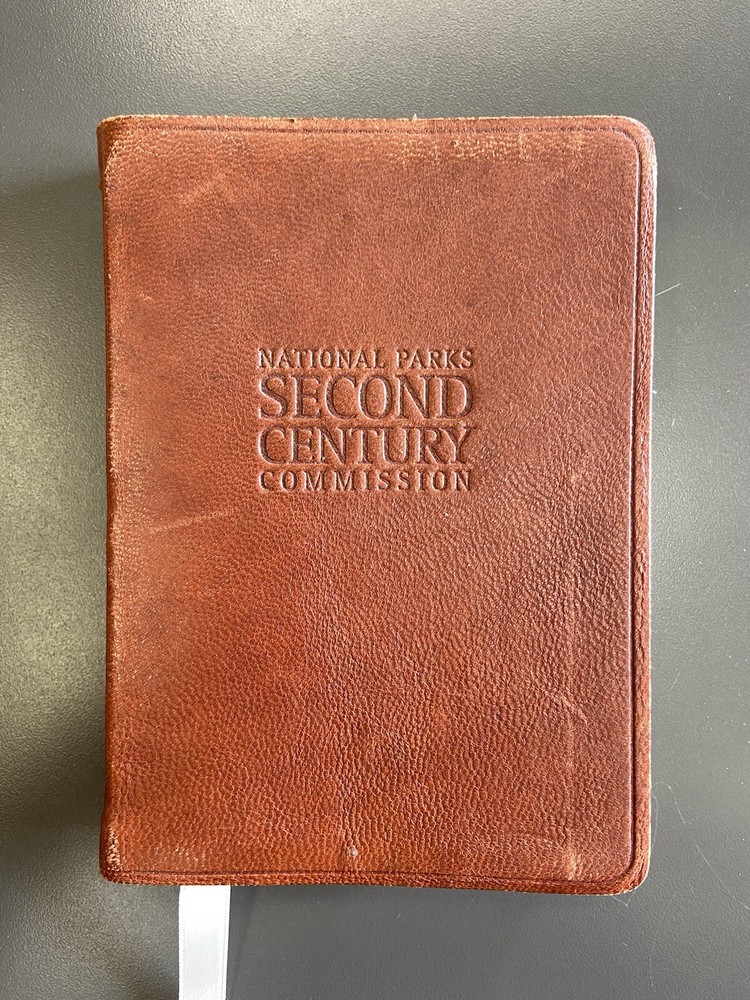 NATIONAL PARKS
SECOND
CENTURY
COMMISSION